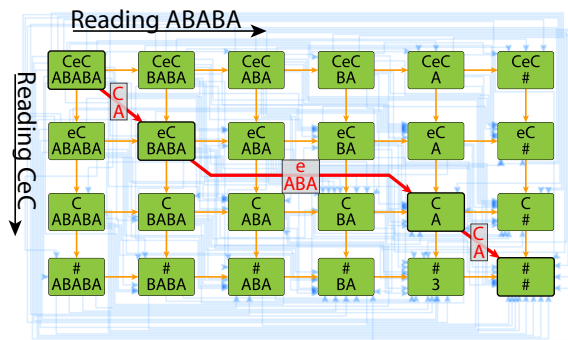 Reading ABABA
Reading CeC
CeC CeC CeC CeC CeC CeC
ABABA BABA ABA BA A #
C
A
eC eC eC eC eC eC
ABABA BABA ABA BA A #
e
ABA
C C C C C C
ABABA BABA ABA BA A #
C
A
# # # # # #
ABABA BABA ABA BA 3 #